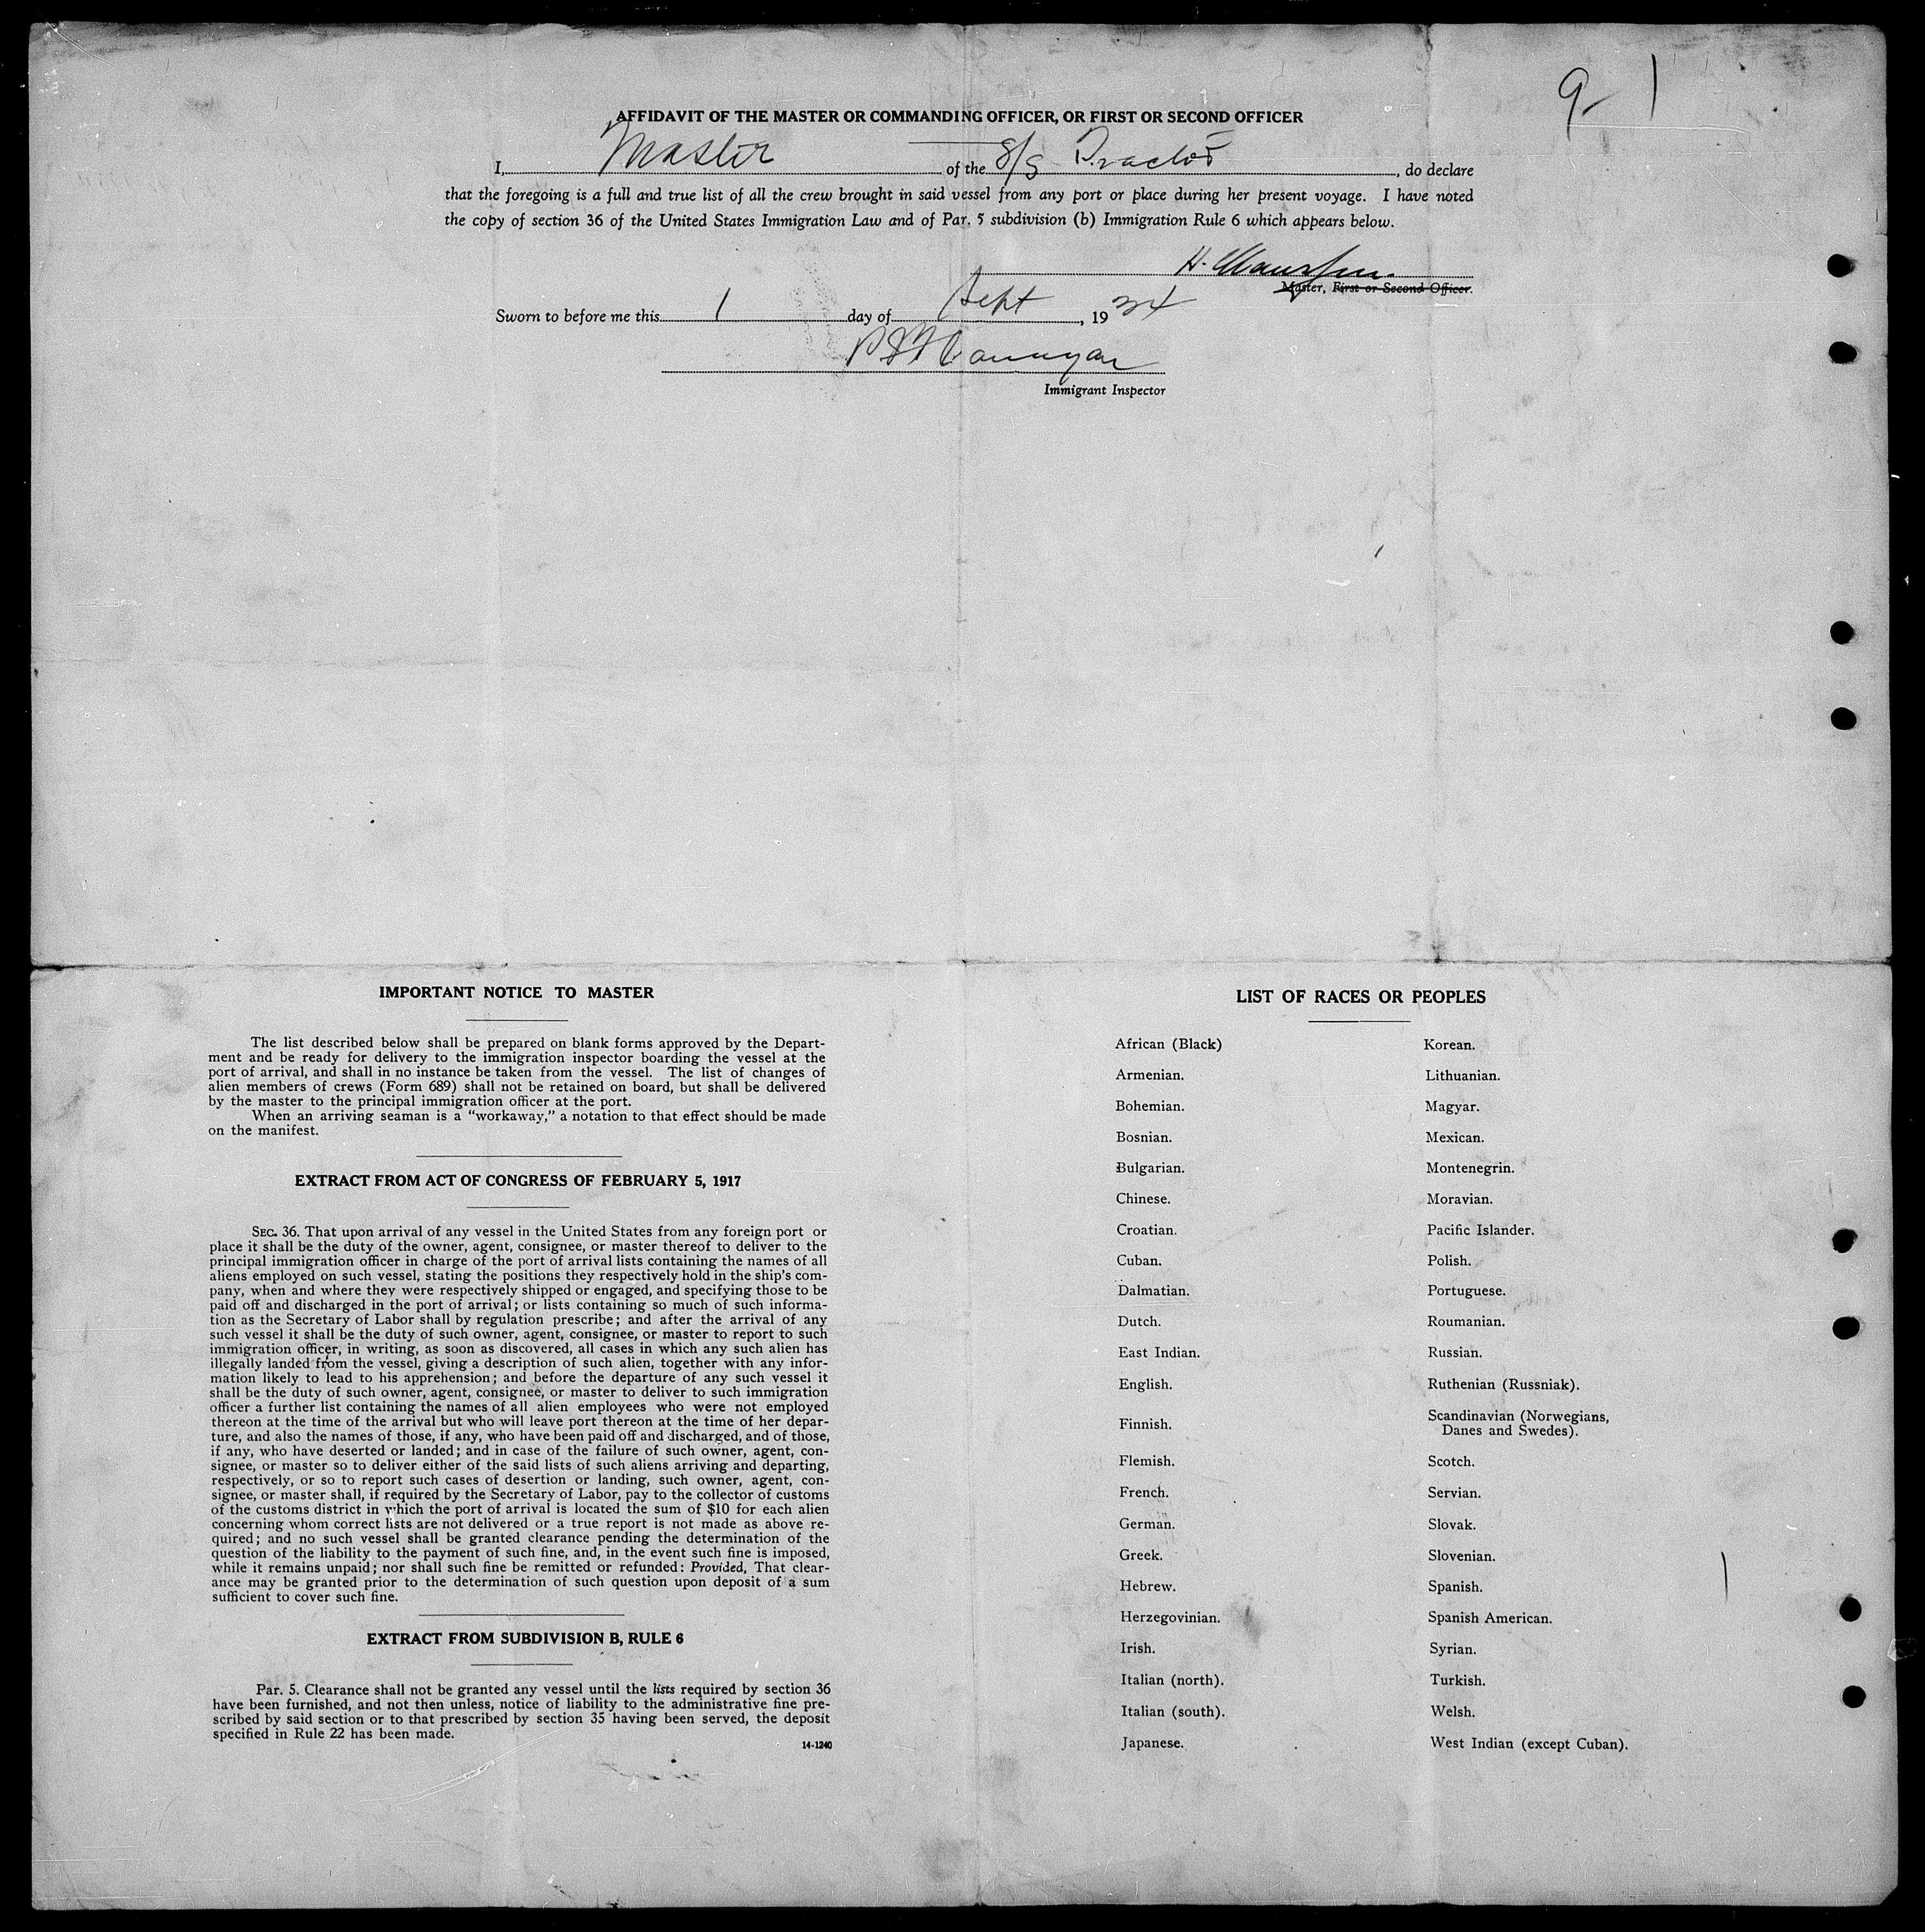 9- 1
AFFIDAVIT OF THE MASTER OR COMMANDING OFFICER, OR FIRST OR SECOND OFFICER
I, Master of the S/S , do declare
that the foregoing is a full and true list of all the crew brought in said vessel from any port or place during her present voyage. I have noted
the copy of section 36 of the United States Immigration Law and of Par. 5 subdivision (b) Immigration Rule 6 which appears below.
H.
Master, First or Second Officer.
Sworn to before me this 1 day of Sept , 1934
Immigrant Inspector
IMPORTANT NOTICE TO MASTER
The list described below shall be prepared on blank forms approved by the Depart-
ment and be ready for delivery to the immigration inspector boarding the vessel at the
port of arrival, and shall in no instance be taken from the vessel. The list of changes of
alien members of crews (Form 689) shall not be retained on board, but shall be delivered
by the master to the principal immigration officer at the port.
When an arriving seaman is a “workaway,” a notation to that effect should be made
on the manifest.
EXTRACT FROM ACT OF CONGRESS OF FEBRUARY 5, 1917
SEC. 36. That upon arrival of any vessel in the United States from any foreign port or
place it shall be the duty of the owner, agent, consignee, or master thereof to deliver to the
principal immigration officer in charge of the port of arrival lists containing the names of all
aliens employed on such vessel, stating the positions they respectively hold in the ship's com-
pany, when and where they were respectively shipped or engaged, and specifying those to be
paid off and discharged in the port of arrival; or lists containing so much of such informa-
tion as the Secretary of Labor shall by regulation prescribe; and after the arrival of any
such vessel it shall be the duty of such owner, agent, consignee, or master to report to such
immigration officer, in writing, as soon as discovered, all cases in which any such alien has
illegally landed from the vessel, giving a description of such alien, together with any infor-
mation likely to lead to his apprehension; and before the departure of any such vessel it
shall be the duty of such owner, agent, consignee, or master to deliver to such immigration
officer a further list containing the names of all alien employees who were not employed
thereon at the time of the arrival but who will leave port thereon at the time of her depar-
ture, and also the names of those, if any, who have been paid off and discharged, and of those,
if any, who have deserted or landed; and in case of the failure of such owner, agent, con-
signee, or master so to deliver either of the said lists of such aliens arriving and departing,
respectively, or so to report such cases of desertion or landing, such owner, agent, con-
signee, or master shall, if required by the Secretary of Labor, pay to the collector of customs
of the customs district in which the port of arrival is located the sum of $10 for each alien
concerning whom correct lists are not delivered or a true report is not made as above re-
quired; and no such vessel shall be granted clearance pending the determination of the
question of the liability to the payment of such fine, and, in the event such fine is imposed,
while it remains unpaid; nor shall such fine be remitted or refunded: Provided, That clear-
ance may be granted prior to the determination of such question upon deposit of a sum
sufficient to cover such fine.
EXTRACT FROM SUBDIVISION B, RULE 6
Par. 5. Clearance shall not be granted any vessel until the lists required by section 36
have been furnished, and not then unless, notice of liability to the administrative fine pre-
scribed by said section or to that prescribed by section 35 having been served, the deposit
specified in Rule 22 has been made.
14-1240
LIST OF RACES OR PEOPLES
African (Black)
Armenian.
Bohemian.
Bosnian.
Bulgarian.
Chinese.
Croatian.
Cuban.
Dalmatian.
Dutch.
East Indian.
English.
Finnish.
Flemish.
French.
German.
Greek.
Hebrew.
Herzegovinian.
Irish.
Italian (north).
Italian (south).
Japanese.
Korean.
Lithuanian.
Magyar.
Mexican.
Montenegrin.
Moravian.
Pacific Islander.
Polish.
Portuguese.
Roumanian.
Russian.
Ruthenian (Russniak).
Scandinavian (Norwegians,
Danes and Swedes).
Scotch.
Servian.
Slovak.
Slovenian.
Spanish.
Spanish American.
Syrian.
Turkish.
Welsh.
West Indian (except Cuban).